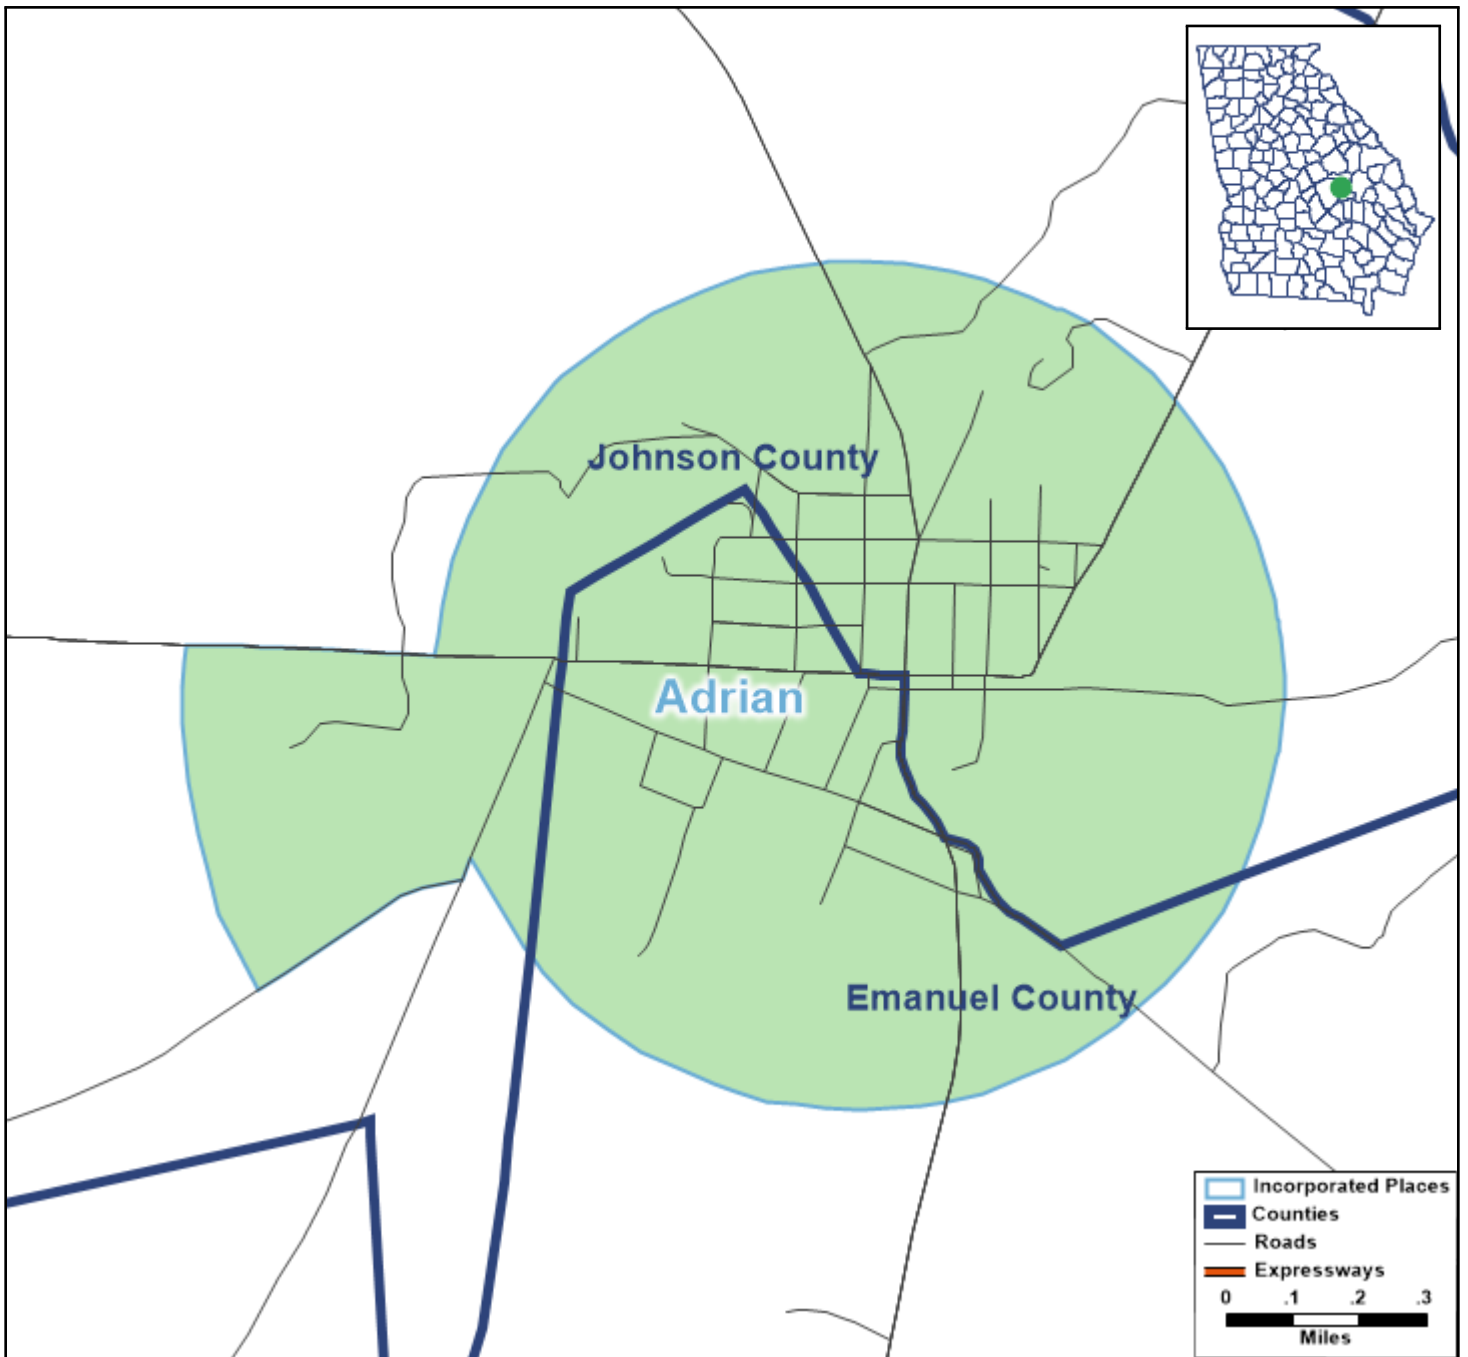 Johnson County
Adrian
Emanuel County
Incorporated Places
Counties
Roads
Expressways
0 .1 .2 .3
Miles